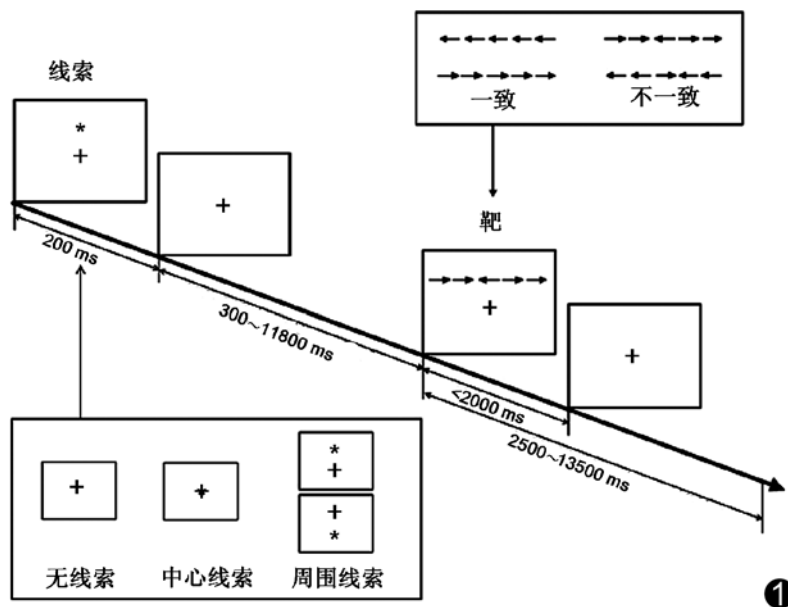 线索
*
+
+
200 ms
300~11800 ms
一致
不一致
靶
+
+
<2000 ms
2500~13500 ms
+
+
*
+
+
*
无线索
中心线索
周围线索
1